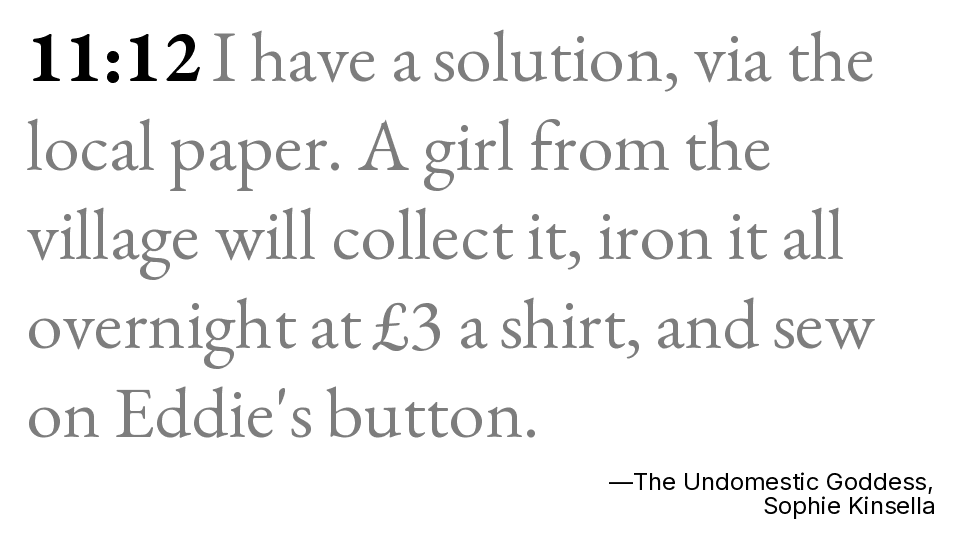 11:12 I have a solution, via the
local paper. A girl from the
village will collect it, iron it all
overnight at £3 a shirt, and sew
on Eddie's button.
—The Undomestic Goddess,
Sophie Kinsella